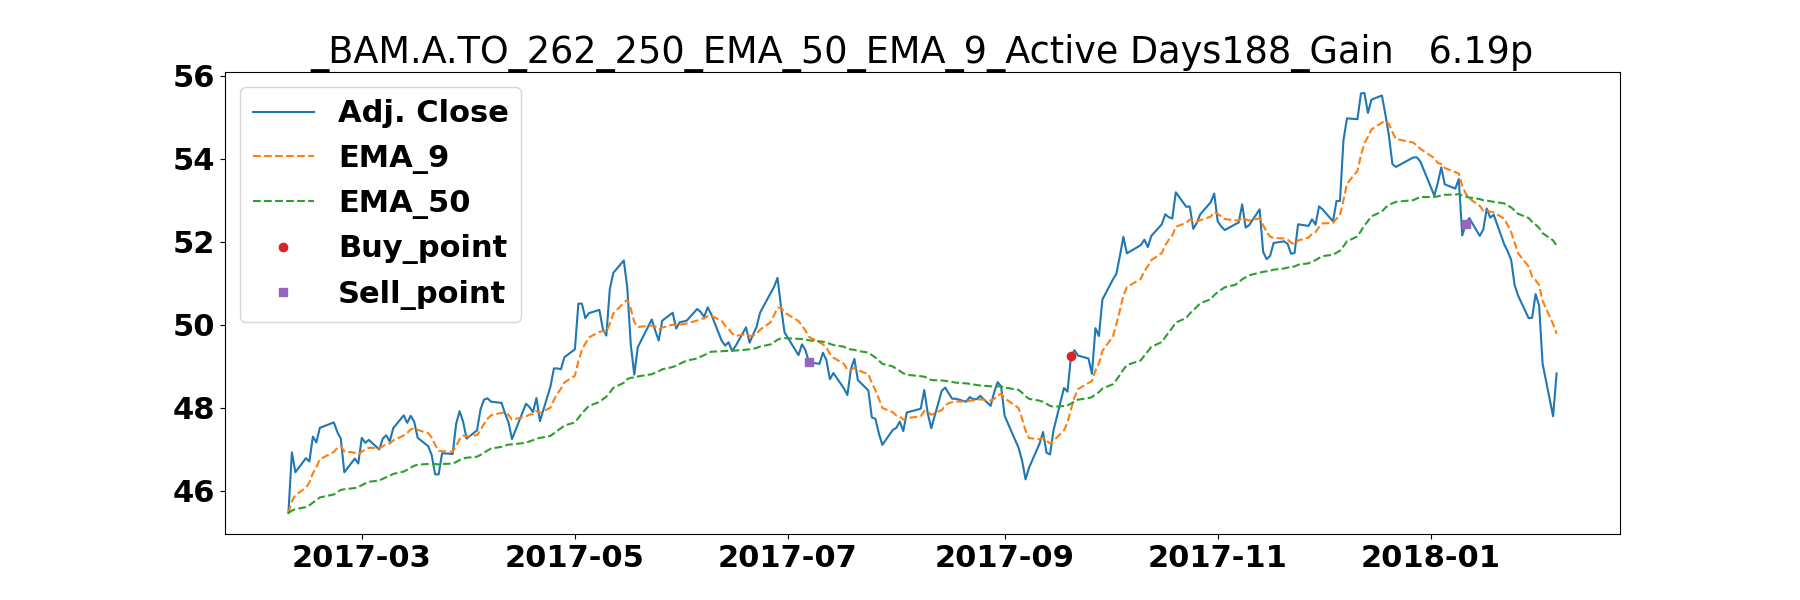 _BAM.A.TO_262_250_EMA_50_EMA_9_Active Days188_Gain   6.19p
56
54
52
50
48
46
Adj. Close
EMA_9
EMA_50
Buy_point
Sell_point
2017-03 2017-05 2017-07 2017-09 2017-11 2018-01